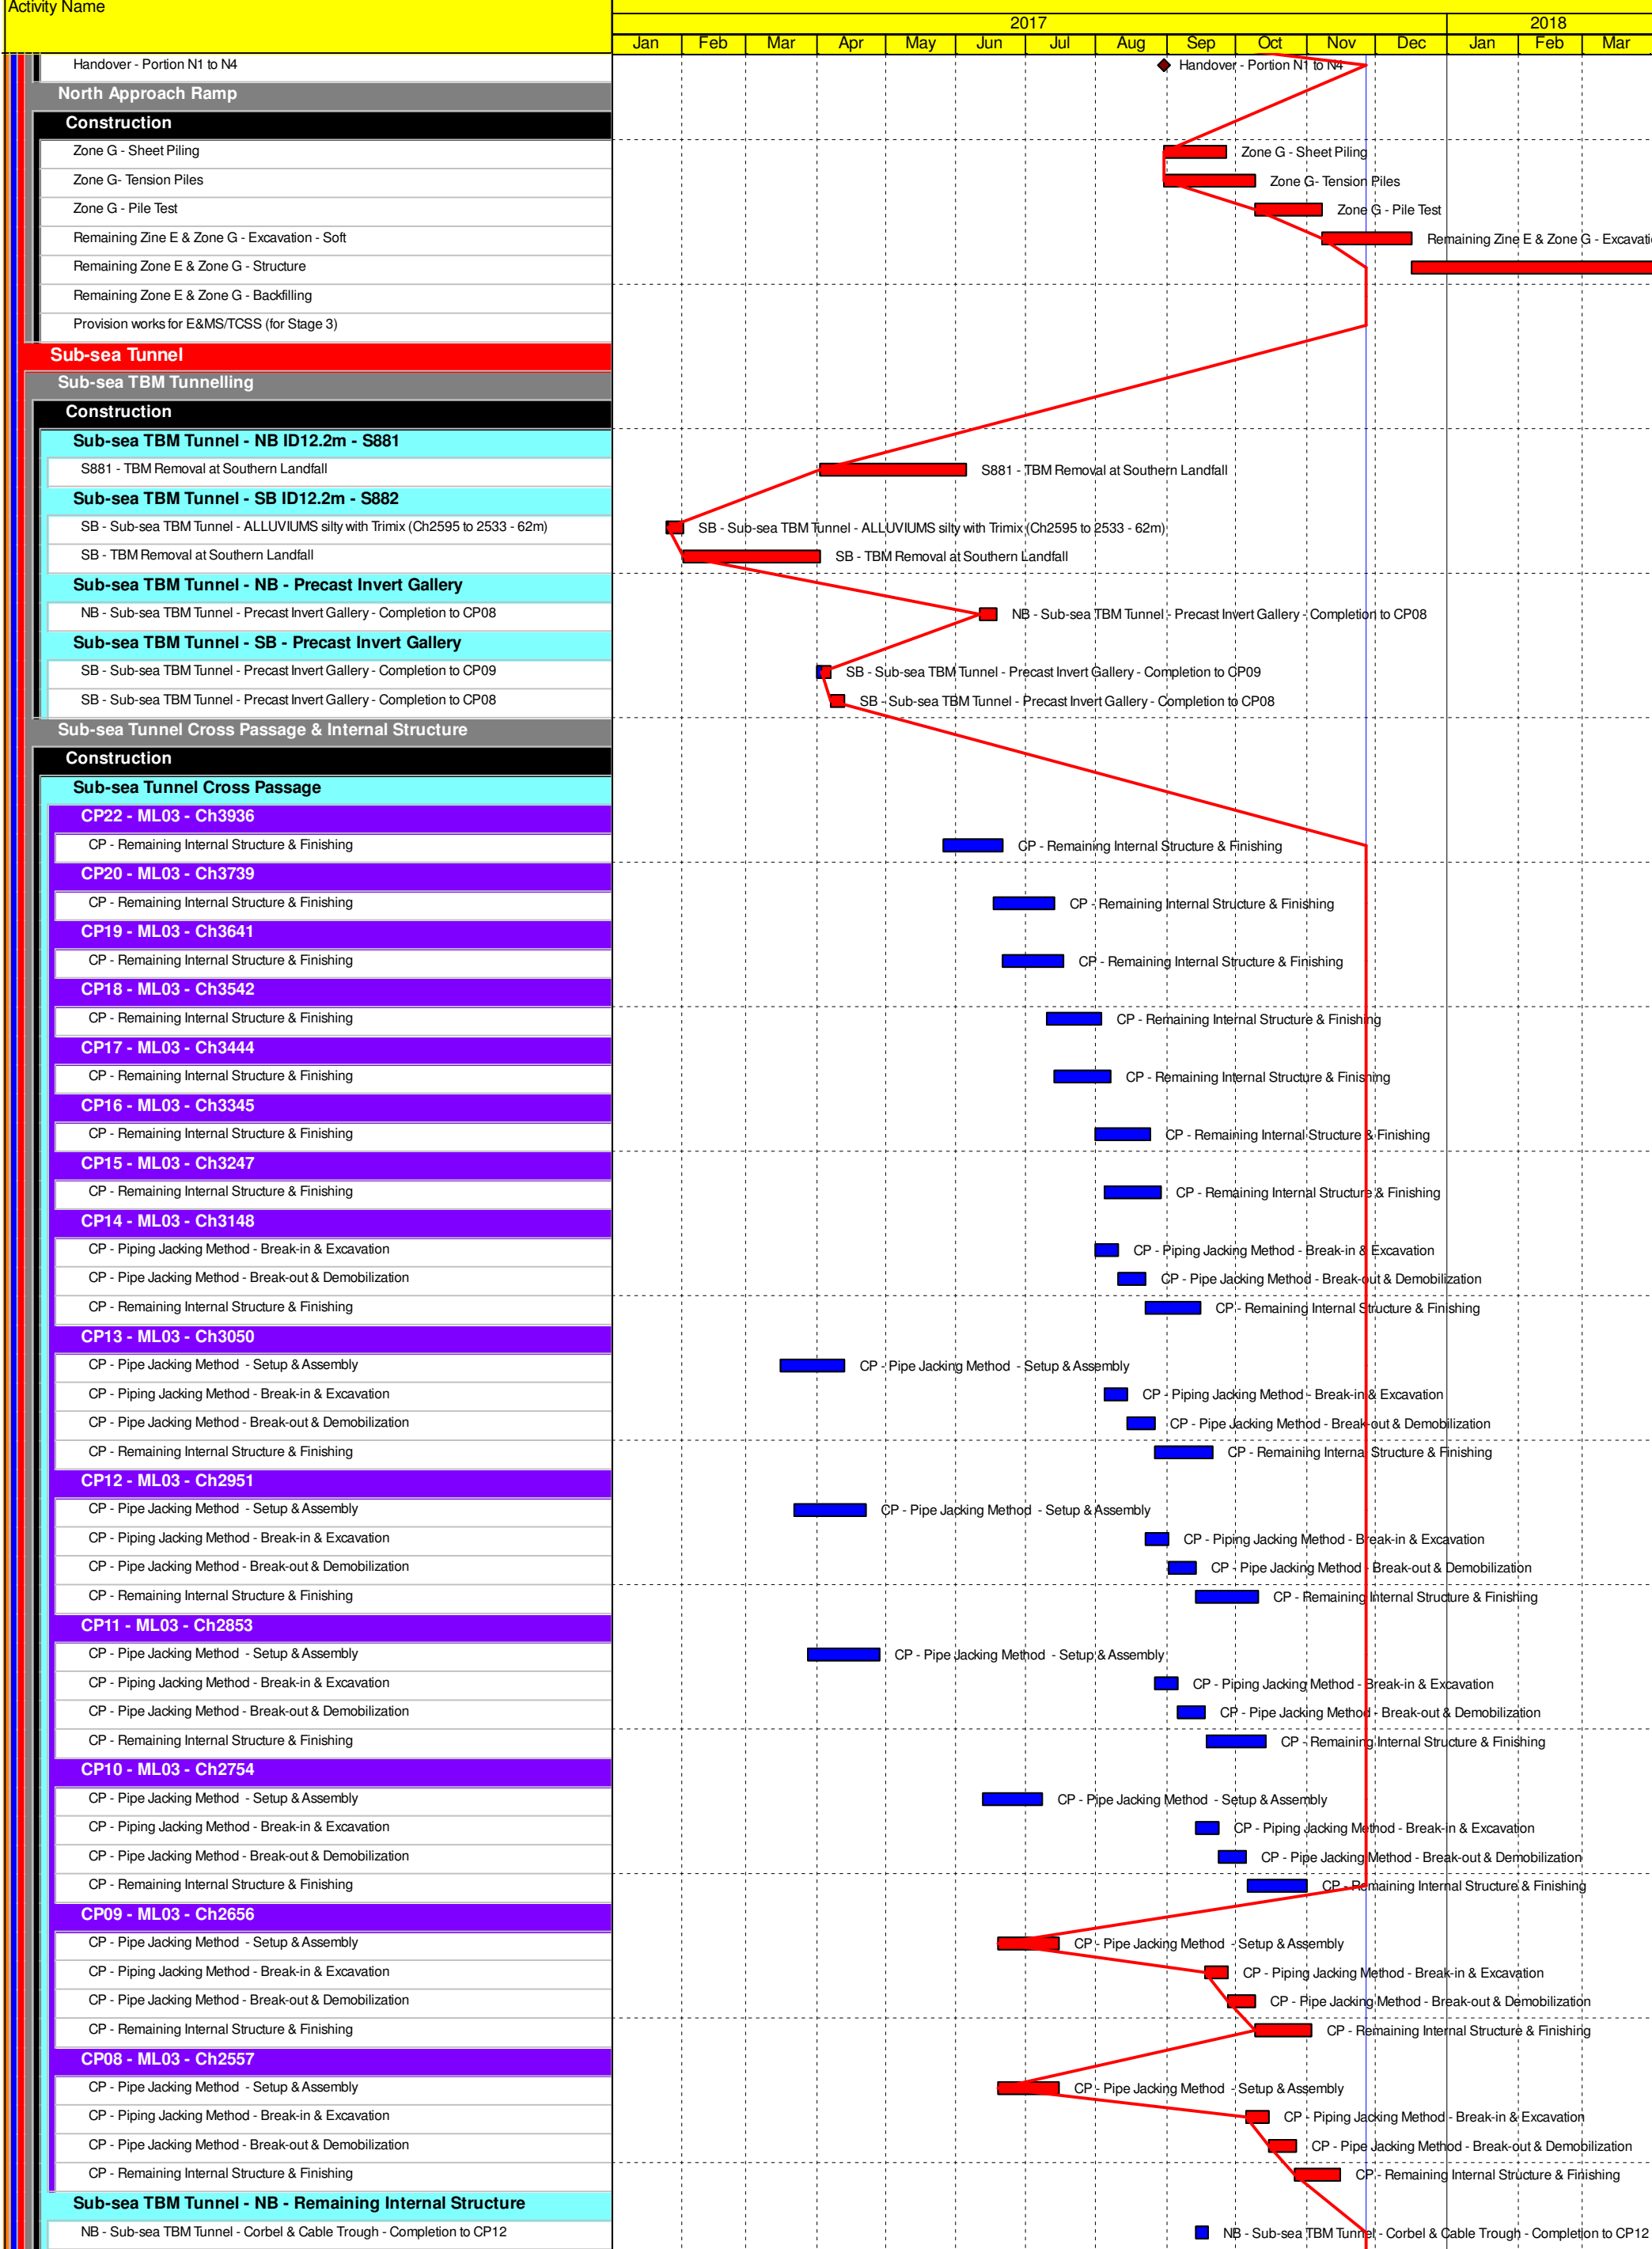 Activity Name
2017 2018
Jan Feb Mar Apr May Jun Jul Aug Sep Oct Nov Dec Jan Feb Mar
Handover - Portion N1 to N4 Handover - Portion N1 to N4
North Approach Ramp
Construction
Zone G - Sheet Piling Zone G - Sheet Piling
Zone G- Tension Piles Zone G- Tension Piles
Zone G - Pile Test Zone G - Pile Test
Remaining Zine E & Zone G - Excavation - Soft Remaining Zine E & Zone G - Excavati
Remaining Zone E & Zone G - Structure
Remaining Zone E & Zone G - Backfilling
Provision works for E&MS/TCSS (for Stage 3)
Sub-sea Tunnel
Sub-sea TBM Tunnelling
Construction
Sub-sea TBM Tunnel - NB ID12.2m - S881
S881 - TBM Removal at Southern Landfall S881 - TBM Removal at Southern Landfall
Sub-sea TBM Tunnel - SB ID12.2m - S882
SB - Sub-sea TBM Tunnel - ALLUVIUMS silty with Trimix (Ch2595 to 2533 - 62m) SB - Sub-sea TBM Tunnel - ALLUVIUMS silty with Trimix (Ch2595 to 2533 - 62m)
SB - TBM Removal at Southern Landfall SB - TBM Removal at Southern Landfall
Sub-sea TBM Tunnel - NB - Precast Invert Gallery
NB - Sub-sea TBM Tunnel - Precast Invert Gallery - Completion to CP08 NB - Sub-sea TBM Tunnel - Precast Invert Gallery - Completion to CP08
Sub-sea TBM Tunnel - SB - Precast Invert Gallery
SB - Sub-sea TBM Tunnel - Precast Invert Gallery - Completion to CP09 SB - Sub-sea TBM Tunnel - Precast Invert Gallery - Completion to CP09
SB - Sub-sea TBM Tunnel - Precast Invert Gallery - Completion to CP08 SB - Sub-sea TBM Tunnel - Precast Invert Gallery - Completion to CP08
Sub-sea Tunnel Cross Passage & Internal Structure
Construction
Sub-sea Tunnel Cross Passage
CP22 - ML03 - Ch3936
CP - Remaining Internal Structure & Finishing CP - Remaining Internal Structure & Finishing
CP20 - ML03 - Ch3739
CP - Remaining Internal Structure & Finishing CP - Remaining Internal Structure & Finishing
CP19 - ML03 - Ch3641
CP - Remaining Internal Structure & Finishing CP - Remaining Internal Structure & Finishing
CP18 - ML03 - Ch3542
CP - Remaining Internal Structure & Finishing CP - Remaining Internal Structure & Finishing
CP17 - ML03 - Ch3444
CP - Remaining Internal Structure & Finishing CP - Remaining Internal Structure & Finishing
CP16 - ML03 - Ch3345
CP - Remaining Internal Structure & Finishing CP - Remaining Internal Structure & Finishing
CP15 - ML03 - Ch3247
CP - Remaining Internal Structure & Finishing CP - Remaining Internal Structure & Finishing
CP14 - ML03 - Ch3148
CP - Piping Jacking Method - Break-in & Excavation CP - Piping Jacking Method - Break-in & Excavation
CP - Pipe Jacking Method - Break-out & Demobilization CP - Pipe Jacking Method - Break-out & Demobilization
CP - Remaining Internal Structure & Finishing CP - Remaining Internal Structure & Finishing
CP13 - ML03 - Ch3050
CP - Pipe Jacking Method - Setup & Assembly CP - Pipe Jacking Method - Setup & Assembly
CP - Piping Jacking Method - Break-in & Excavation CP - Piping Jacking Method - Break-in & Excavation
CP - Pipe Jacking Method - Break-out & Demobilization CP - Pipe Jacking Method - Break-out & Demobilization
CP - Remaining Internal Structure & Finishing CP - Remaining Internal Structure & Finishing
CP12 - ML03 - Ch2951
CP - Pipe Jacking Method - Setup & Assembly CP - Pipe Jacking Method - Setup & Assembly
CP - Piping Jacking Method - Break-in & Excavation CP - Piping Jacking Method - Break-in & Excavation
CP - Pipe Jacking Method - Break-out & Demobilization CP - Pipe Jacking Method - Break-out & Demobilization
CP - Remaining Internal Structure & Finishing CP - Remaining Internal Structure & Finishing
CP11 - ML03 - Ch2853
CP - Pipe Jacking Method - Setup & Assembly CP - Pipe Jacking Method - Setup & Assembly
CP - Piping Jacking Method - Break-in & Excavation CP - Piping Jacking Method - Break-in & Excavation
CP - Pipe Jacking Method - Break-out & Demobilization CP - Pipe Jacking Method - Break-out & Demobilization
CP - Remaining Internal Structure & Finishing CP - Remaining Internal Structure & Finishing
CP10 - ML03 - Ch2754
CP - Pipe Jacking Method - Setup & Assembly CP - Pipe Jacking Method - Setup & Assembly
CP - Piping Jacking Method - Break-in & Excavation CP - Piping Jacking Method - Break-in & Excavation
CP - Pipe Jacking Method - Break-out & Demobilization CP - Pipe Jacking Method - Break-out & Demobilization
CP - Remaining Internal Structure & Finishing CP - Remaining Internal Structure & Finishing
CP09 - ML03 - Ch2656
CP - Pipe Jacking Method - Setup & Assembly CP - Pipe Jacking Method - Setup & Assembly
CP - Piping Jacking Method - Break-in & Excavation CP - Piping Jacking Method - Break-in & Excavation
CP - Pipe Jacking Method - Break-out & Demobilization CP - Pipe Jacking Method - Break-out & Demobilization
CP - Remaining Internal Structure & Finishing CP - Remaining Internal Structure & Finishing
CP08 - ML03 - Ch2557
CP - Pipe Jacking Method - Setup & Assembly CP - Pipe Jacking Method - Setup & Assembly
CP - Piping Jacking Method - Break-in & Excavation CP - Piping Jacking Method - Break-in & Excavation
CP - Pipe Jacking Method - Break-out & Demobilization CP - Pipe Jacking Method - Break-out & Demobilization
CP - Remaining Internal Structure & Finishing CP - Remaining Internal Structure & Finishing
Sub-sea TBM Tunnel - NB - Remaining Internal Structure
NB - Sub-sea TBM Tunnel - Corbel & Cable Trough - Completion to CP12 NB - Sub-sea TBM Tunnel - Corbel & Cable Trough - Completion to CP12